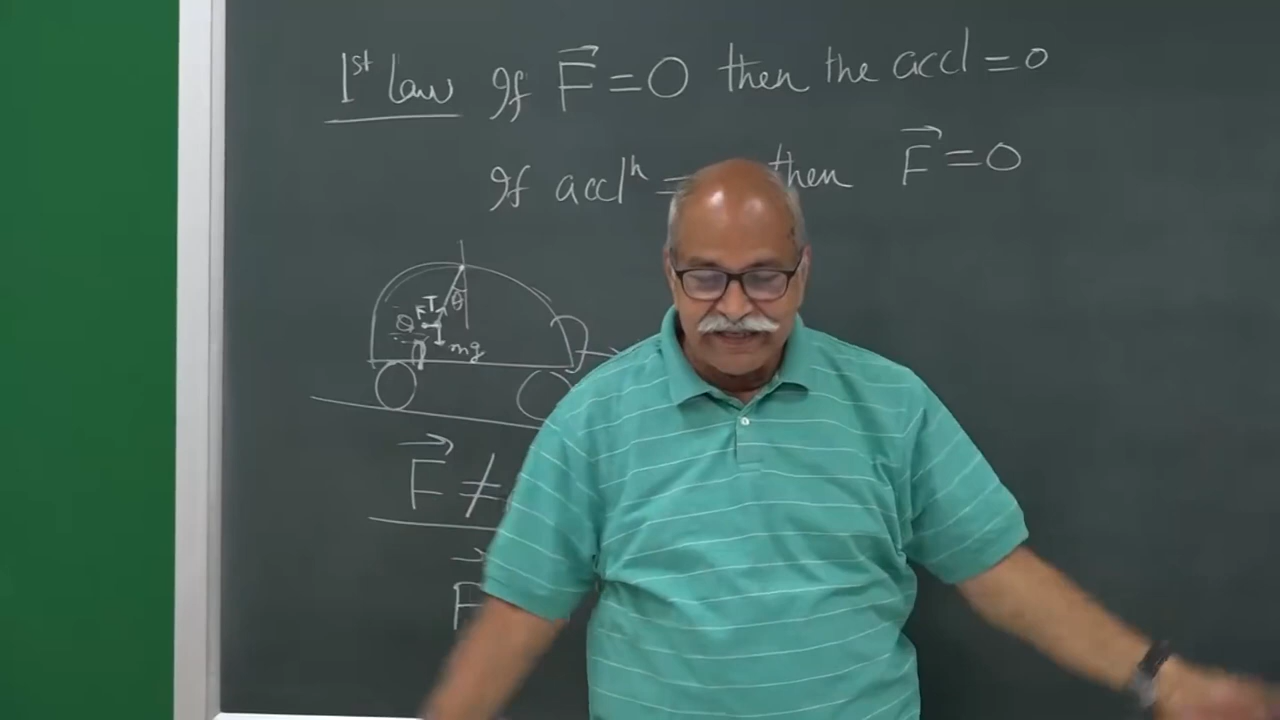 1st law If F⃗ = 0 then the accl = 0
If acclⁿ = then F⃗ = 0
T θ
mg
F⃗ ≠
F